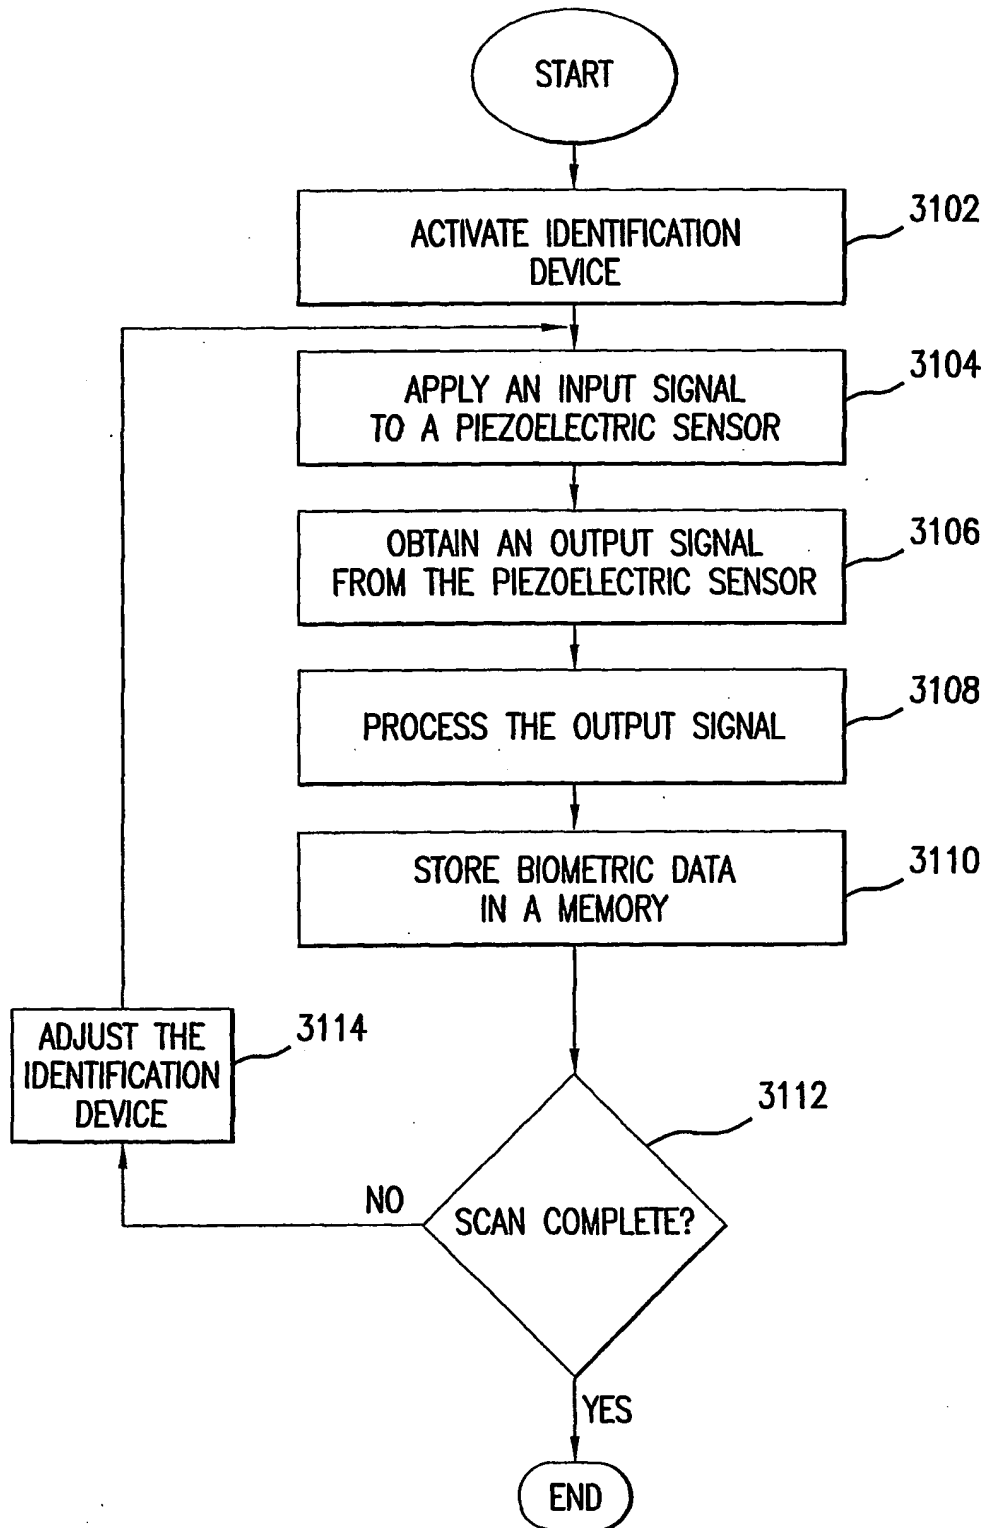 START
ACTIVATE IDENTIFICATION
DEVICE
3102
APPLY AN INPUT SIGNAL
TO A PIEZOELECTRIC SENSOR
3104
OBTAIN AN OUTPUT SIGNAL
FROM THE PIEZOELECTRIC SENSOR
3106
PROCESS THE OUTPUT SIGNAL
3108
STORE BIOMETRIC DATA
IN A MEMORY
3110
ADJUST THE
IDENTIFICATION
DEVICE
3114
3112
NO
SCAN COMPLETE?
YES
END